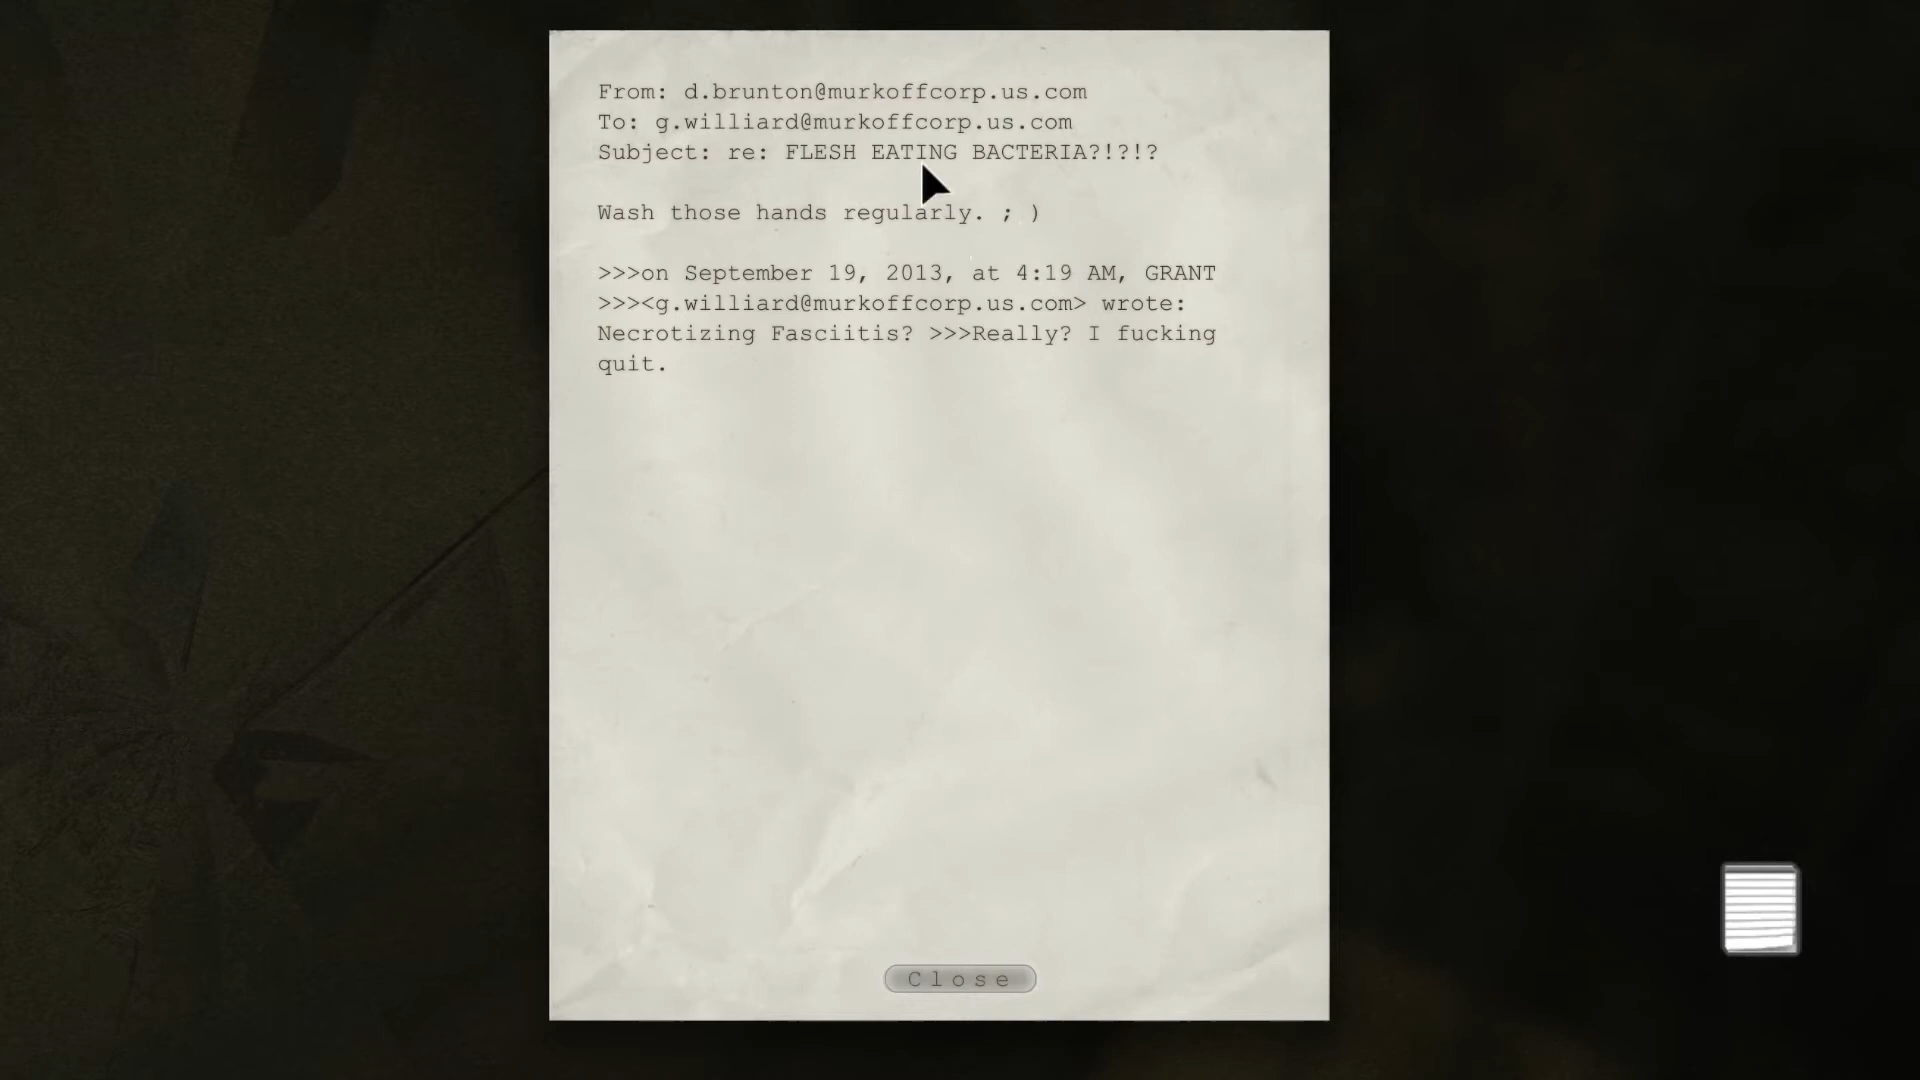 From: d.brunton@murkoffcorp.us.com
To: g.williard@murkoffcorp.us.com
Subject: re: FLESH EATING BACTERIA?!?!?
Wash those hands regularly. ; )
>>>on September 19, 2013, at 4:19 AM, GRANT
>>><g.williard@murkoffcorp.us.com> wrote:
Necrotizing Fasciitis? >>>Really? I fucking
quit.
Close